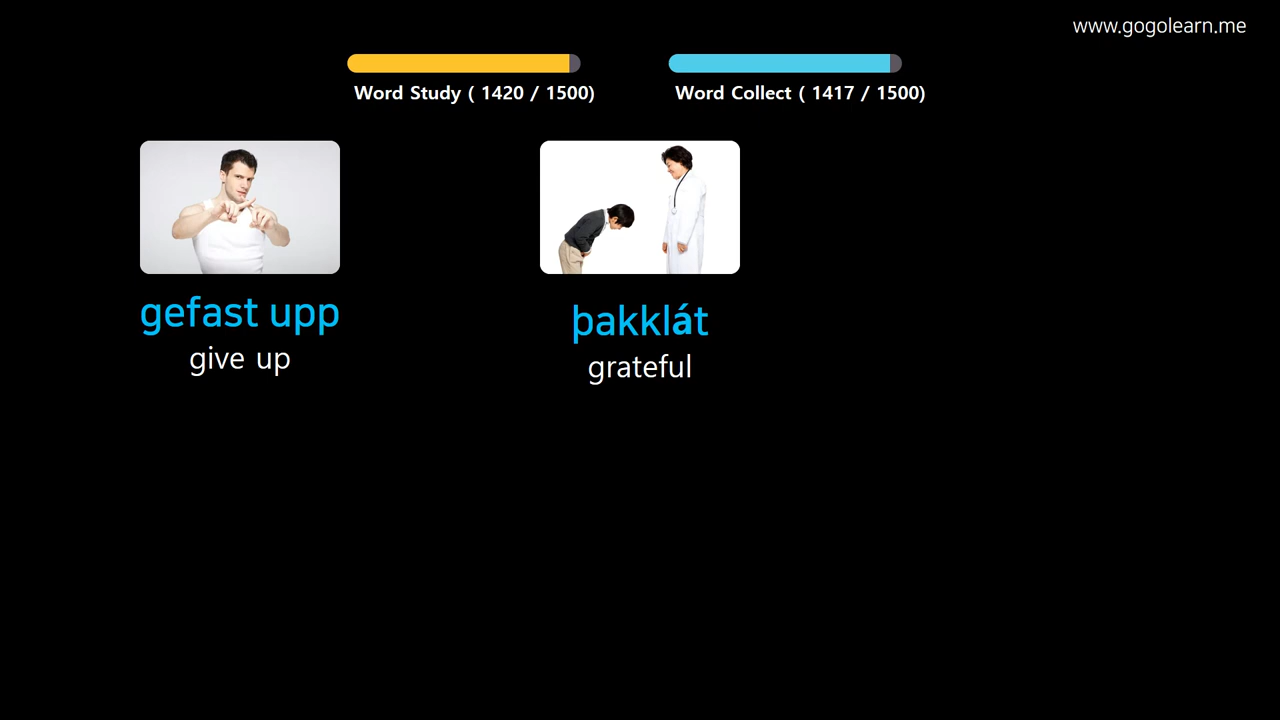 www.gogolearn.me
Word Study ( 1420 / 1500)
Word Collect ( 1417 / 1500)
gefast upp
give up
þakklát
grateful